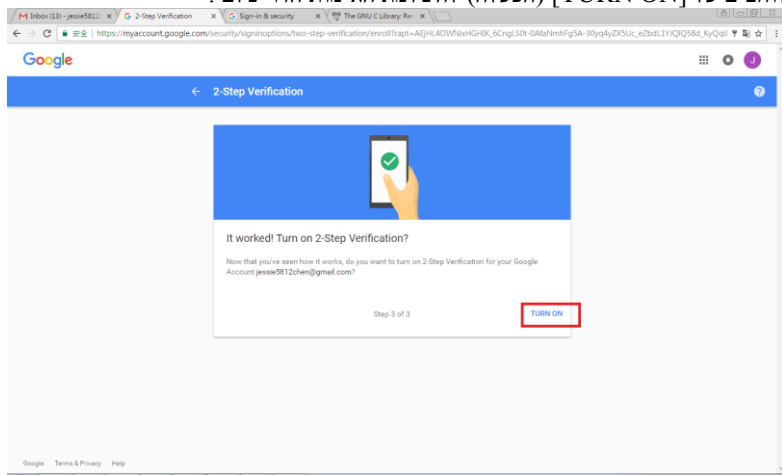 [TURN ON]
Inbox (13) - jessie5812
2-Step Verification
Sign-in & security
The GNU C Library: Re
https://myaccount.google.com/security/signinoptions/two-step-verification/enroll?rapt=
Google
J
2-Step Verification
It worked! Turn on 2-Step Verification?
Now that you've seen how it works, do you want to turn on 2-Step Verification for your Google
Account jessie5812chen@gmail.com?
Step 3 of 3
TURN ON
Google Terms & Privacy Help